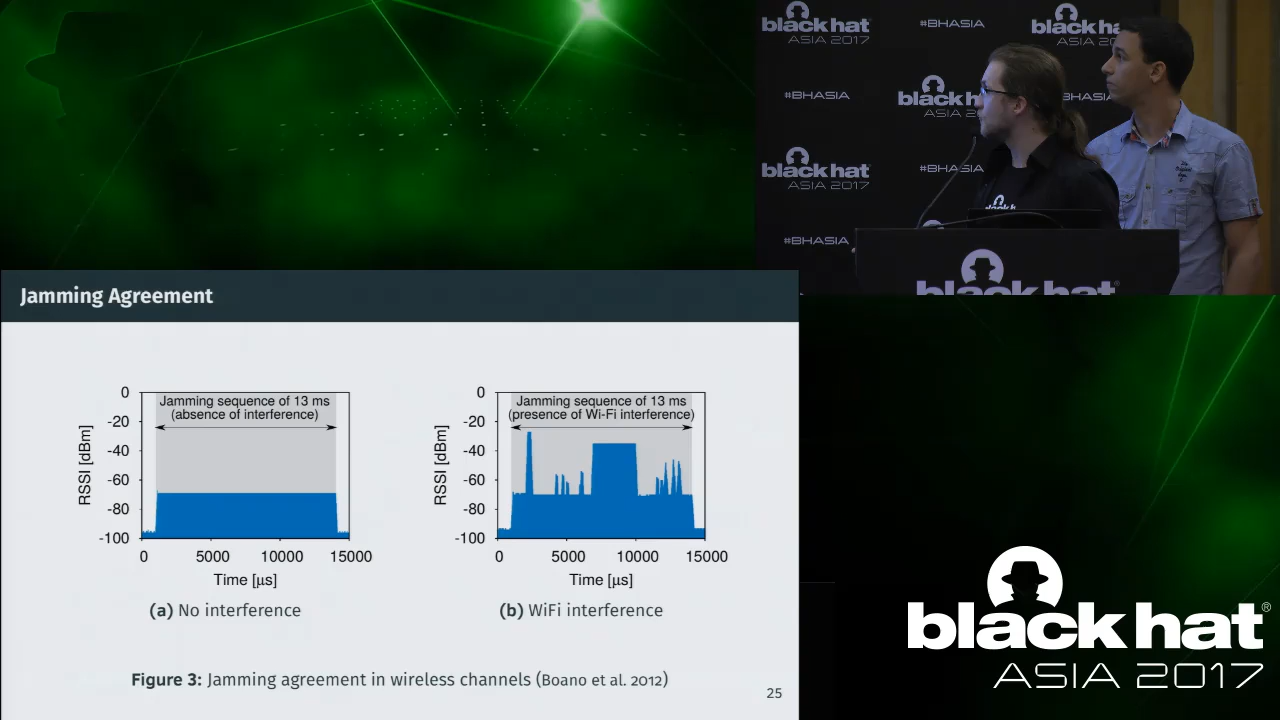 black hat
ASIA 2017
#BHASIA
black hat
ASIA 2017
#BHASIA
black hat
ASIA 2017
#BHASIA
black hat
ASIA 2017
#BHASIA
#BHASIA
black hat
Jamming Agreement
Jamming sequence of 13 ms
(absence of interference)
RSSI [dBm]
0
-20
-40
-60
-80
-100
0 5000 10000 15000
Time [μs]
(a) No interference
Jamming sequence of 13 ms
(presence of Wi-Fi interference)
RSSI [dBm]
0
-20
-40
-60
-80
-100
0 5000 10000 15000
Time [μs]
(b) WiFi interference
Figure 3: Jamming agreement in wireless channels (Boano et al. 2012)
25
black hat®
ASIA 2017